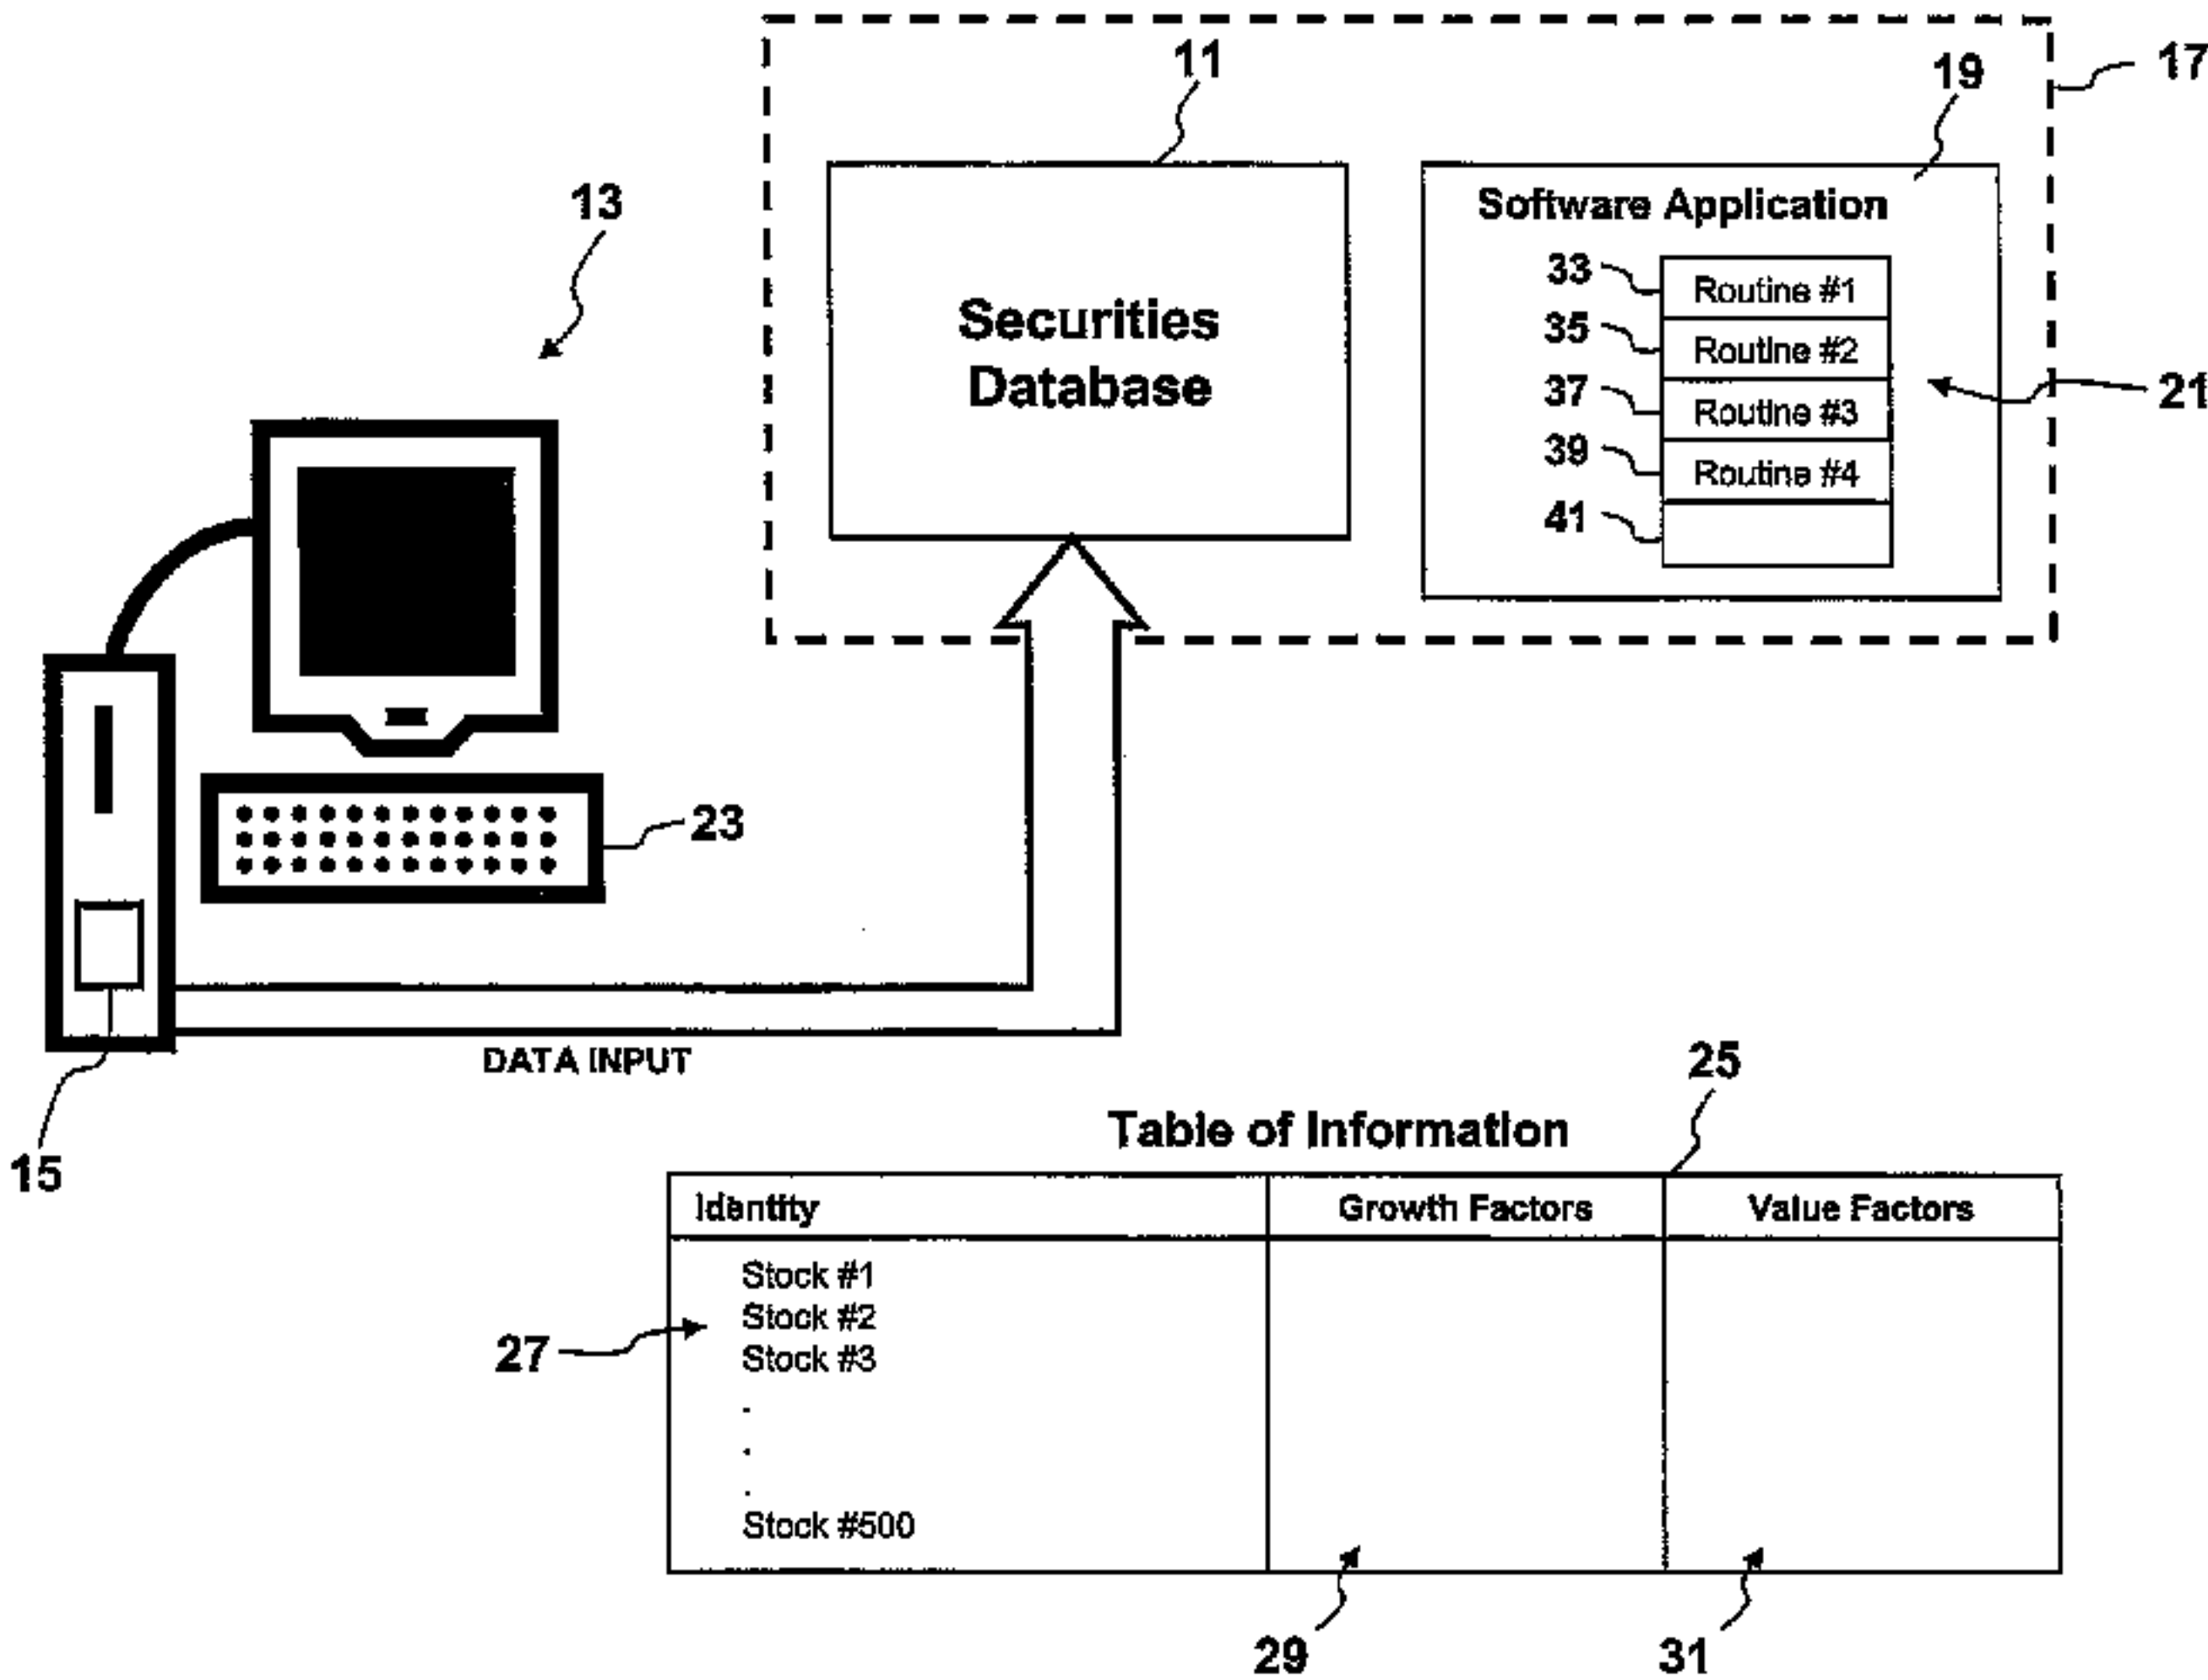 11
17
19
13
Software Application
33
Routine #1
Securities
Database
35
Routine #2
21
37
Routine #3
39
Routine #4
41
23
DATA INPUT
15
25
Table of Information
Identity
Growth Factors
Value Factors
Stock #1
Stock #2
27
Stock #3
.
.
.
Stock #500
29
31